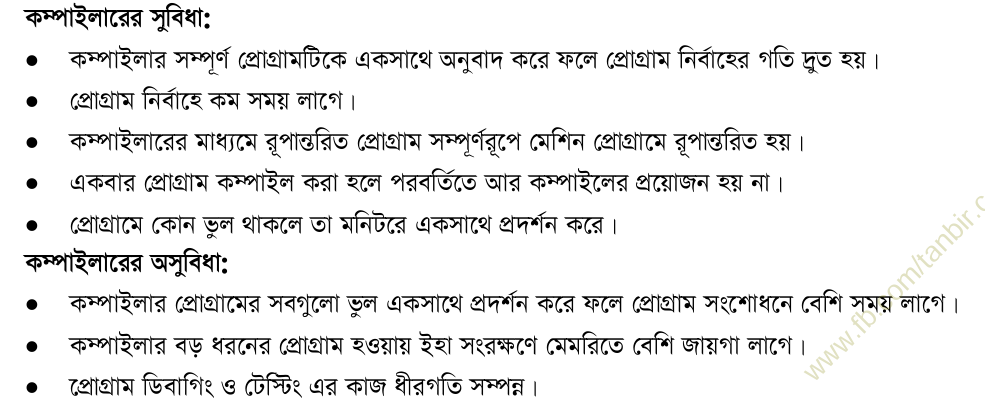 কম্পাইলারের সুবিধা:
● কম্পাইলার সম্পূর্ণ প্রোগ্রামটিকে একসাথে অনুবাদ করে ফলে প্রোগ্রাম নির্বাহের গতি দ্রুত হয়।
● প্রোগ্রাম নির্বাহে কম সময় লাগে।
● কম্পাইলারের মাধ্যমে রূপান্তরিত প্রোগ্রাম সম্পূর্ণরূপে মেশিন প্রোগ্রামে রূপান্তরিত হয়।
● একবার প্রোগ্রাম কম্পাইল করা হলে পরবর্তিতে আর কম্পাইলের প্রয়োজন হয় না।
● প্রোগ্রামে কোন ভুল থাকলে তা মনিটরে একসাথে প্রদর্শন করে।
কম্পাইলারের অসুবিধা:
● কম্পাইলার প্রোগ্রামের সবগুলো ভুল একসাথে প্রদর্শন করে ফলে প্রোগ্রাম সংশোধনে বেশি সময় লাগে।
● কম্পাইলার বড় ধরনের প্রোগ্রাম হওয়ায় ইহা সংরক্ষণে মেমরিতে বেশি জায়গা লাগে।
● প্রোগ্রাম ডিবাগিং ও টেস্টিং এর কাজ ধীরগতি সম্পন্ন।
www.fb.com/tanbir.c